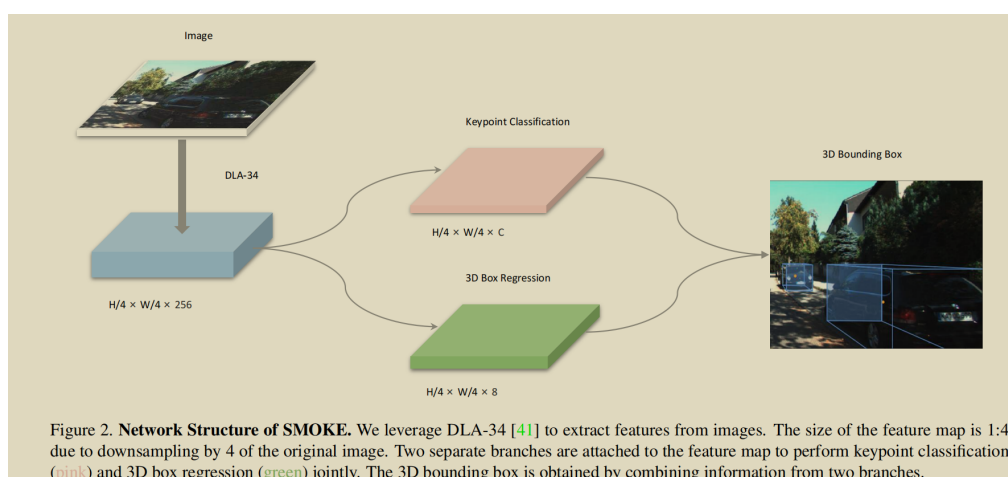 Image
DLA-34
H/4 × W/4 × 256
Keypoint Classification
H/4 × W/4 × C
3D Box Regression
H/4 × W/4 × 8
3D Bounding Box
Figure 2. Network Structure of SMOKE. We leverage DLA-34 [41] to extract features from images. The size of the feature map is 1:4
due to downsampling by 4 of the original image. Two separate branches are attached to the feature map to perform keypoint classification
(pink) and 3D box regression (green) jointly. The 3D bounding box is obtained by combining information from two branches.